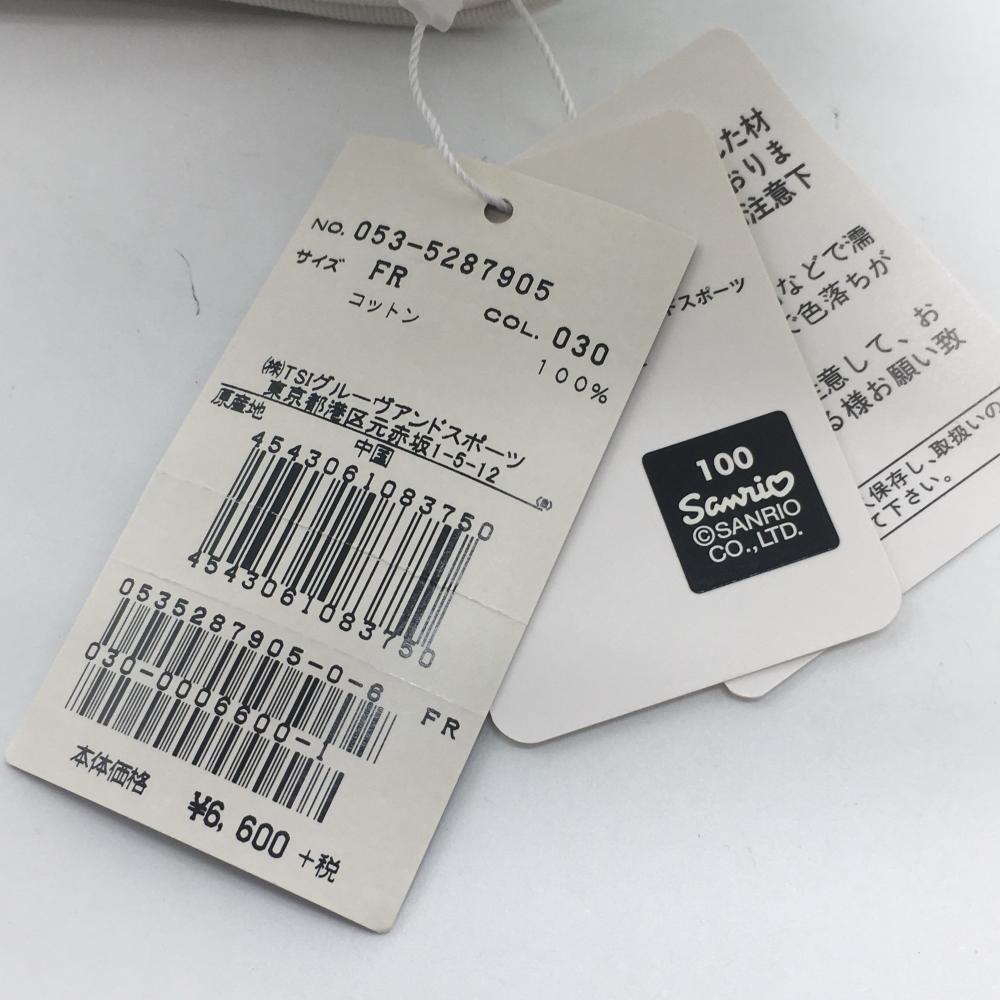 NO. 053-5287905
サイズ FR
コットン COL. 030
100%
(株)TSIグルーヴアンドスポーツ
東京都港区元赤坂1-5-12
原産地 中国
4543061083750
4543061083750
0535287905-0-6
030-0006600-1 FR
本体価格 ¥6,600 +税
ドスポーツ
100
Sanrio
©SANRIO
CO.,LTD.
した材
おりま
注意下
などで濡
で色落ちが
意して、お
る様お願い致
保存し、取扱いの
て下さい。